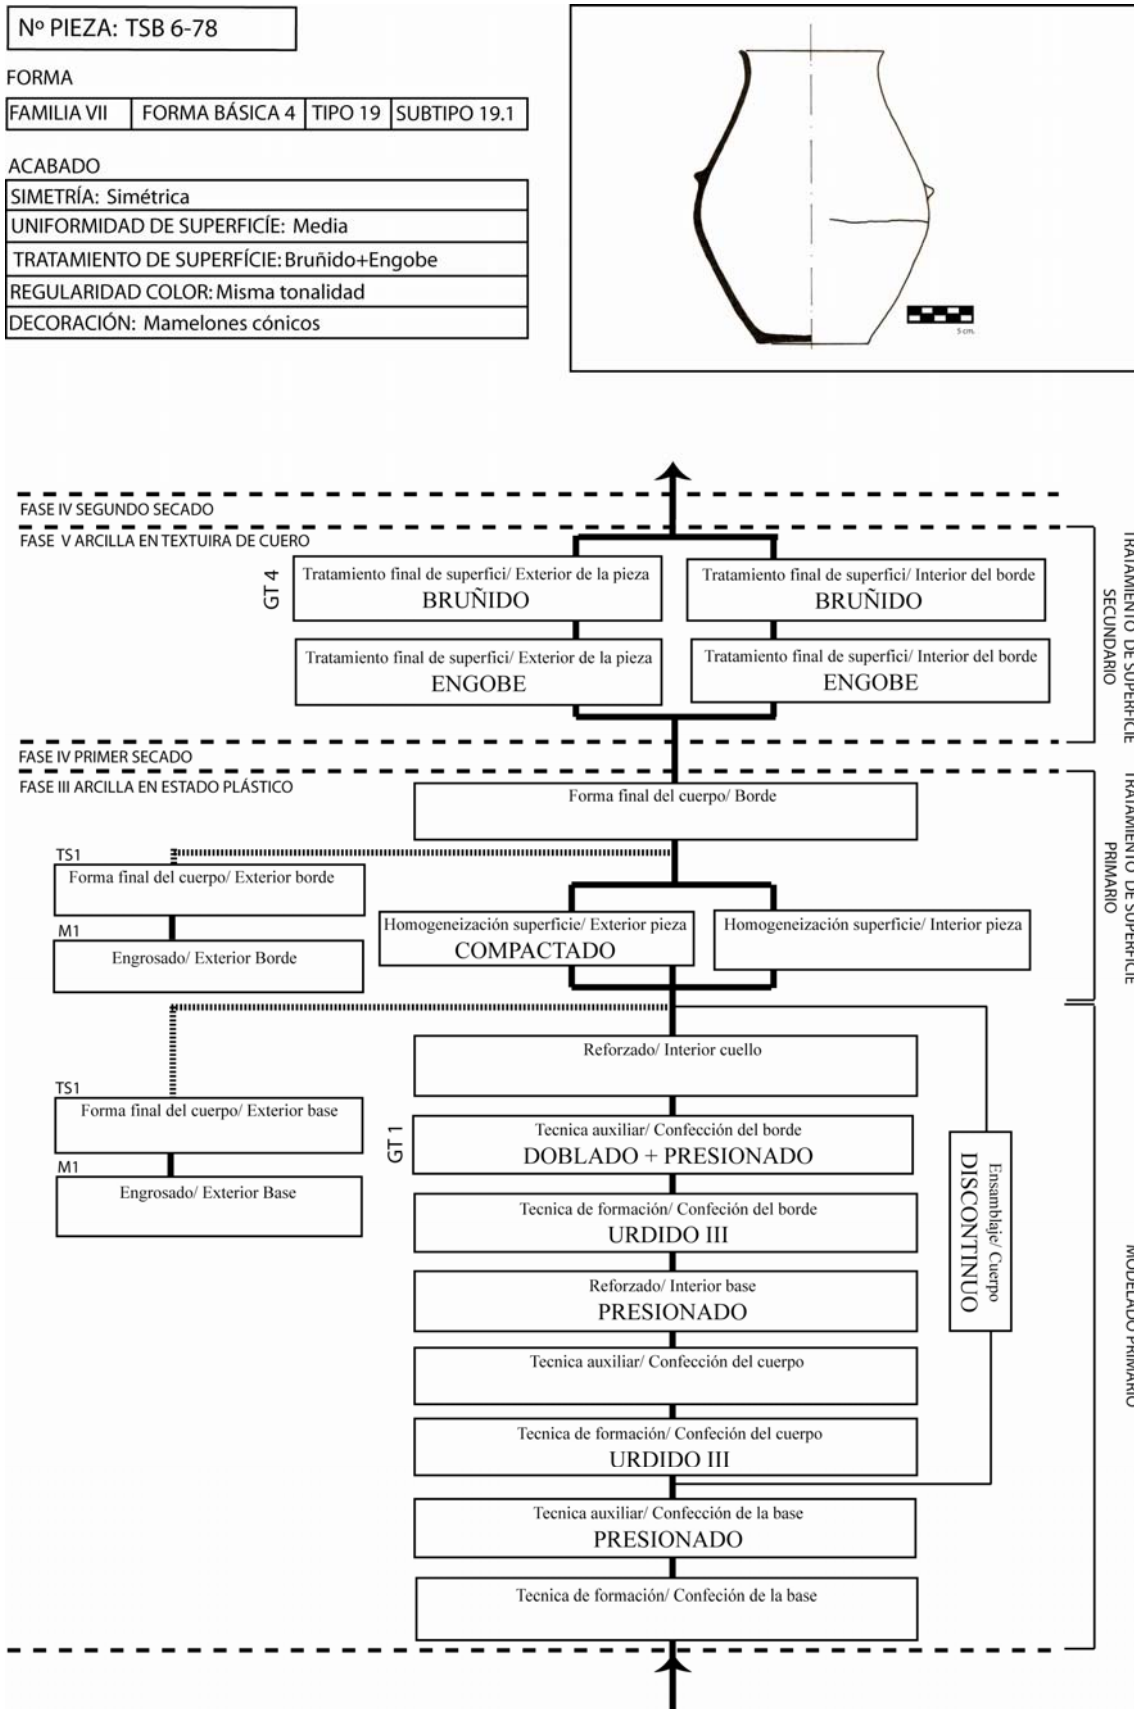 Nº PIEZA: TSB 6-78
FORMA
FAMILIA VII FORMA BÁSICA 4 TIPO 19 SUBTIPO 19.1
ACABADO
SIMETRÍA: Simétrica
UNIFORMIDAD DE SUPERFICÍE: Media
TRATAMIENTO DE SUPERFÍCIE: Bruñido+Engobe
REGULARIDAD COLOR: Misma tonalidad
DECORACIÓN: Mamelones cónicos
5 cm.
FASE IV SEGUNDO SECADO
FASE V ARCILLA EN TEXTUIRA DE CUERO
GT 4
Tratamiento final de superfici/ Exterior de la pieza
BRUÑIDO
Tratamiento final de superfici/ Interior del borde
BRUÑIDO
Tratamiento final de superfici/ Exterior de la pieza
ENGOBE
Tratamiento final de superfici/ Interior del borde
ENGOBE
TRATAMIENTO DE SUPERFICIE
SECUNDARIO
FASE IV PRIMER SECADO
FASE III ARCILLA EN ESTADO PLÁSTICO
Forma final del cuerpo/ Borde
TS1
Forma final del cuerpo/ Exterior borde
M1
Engrosado/ Exterior Borde
Homogeneización superficie/ Exterior pieza
COMPACTADO
Homogeneización superficie/ Interior pieza
TRATAMIENTO DE SUPERFICIE
PRIMARIO
Reforzado/ Interior cuello
TS1
Forma final del cuerpo/ Exterior base
M1
Engrosado/ Exterior Base
GT 1
Tecnica auxiliar/ Confección del borde
DOBLADO + PRESIONADO
Tecnica de formación/ Confeción del borde
URDIDO III
Reforzado/ Interior base
PRESIONADO
Tecnica auxiliar/ Confección del cuerpo
Tecnica de formación/ Confeción del cuerpo
URDIDO III
Tecnica auxiliar/ Confección de la base
PRESIONADO
Tecnica de formación/ Confeción de la base
Ensamblaje/ Cuerpo
DISCONTINUO
MODELADO PRIMARIO